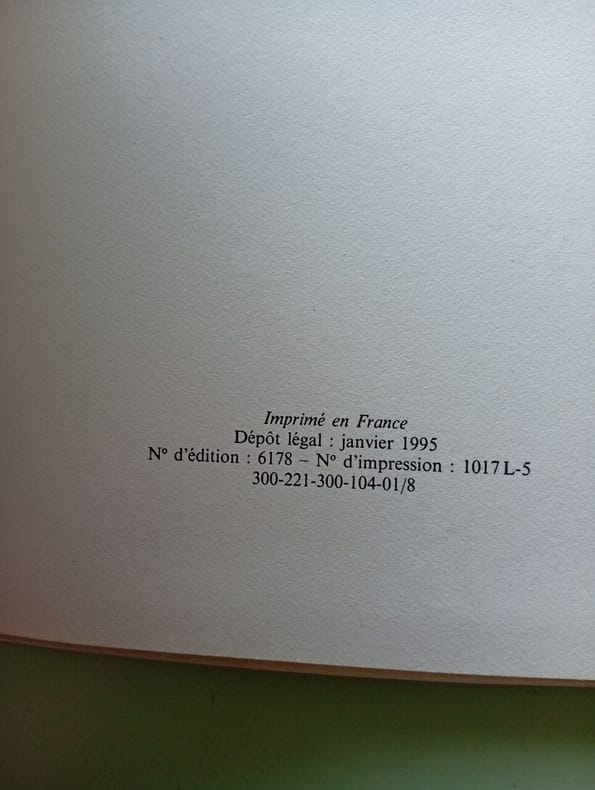 Imprimé en France
Dépôt légal : janvier 1995
N° d'édition : 6178 – N° d'impression : 1017 L-5
300-221-300-104-01/8